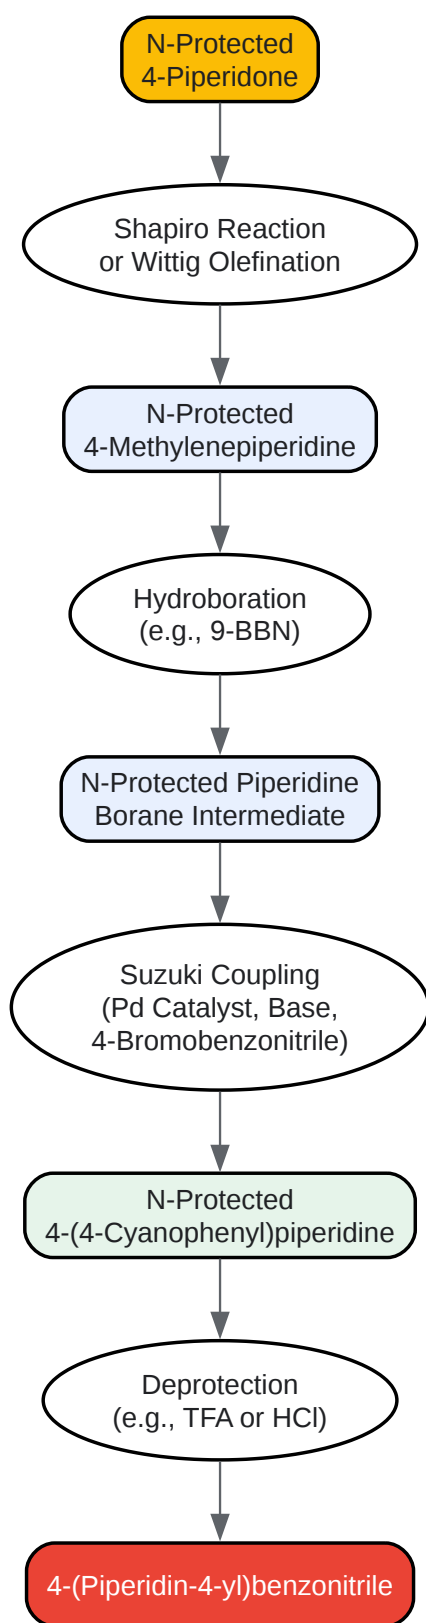 N-Protected
4-Piperidone
Shapiro Reaction
or Wittig Olefination
N-Protected
4-Methylenepiperidine
Hydroboration
(e.g., 9-BBN)
N-Protected Piperidine
Borane Intermediate
Suzuki Coupling
(Pd Catalyst, Base,
4-Bromobenzonitrile)
N-Protected
4-(4-Cyanophenyl)piperidine
Deprotection
(e.g., TFA or HCl)
4-(Piperidin-4-yl)benzonitrile